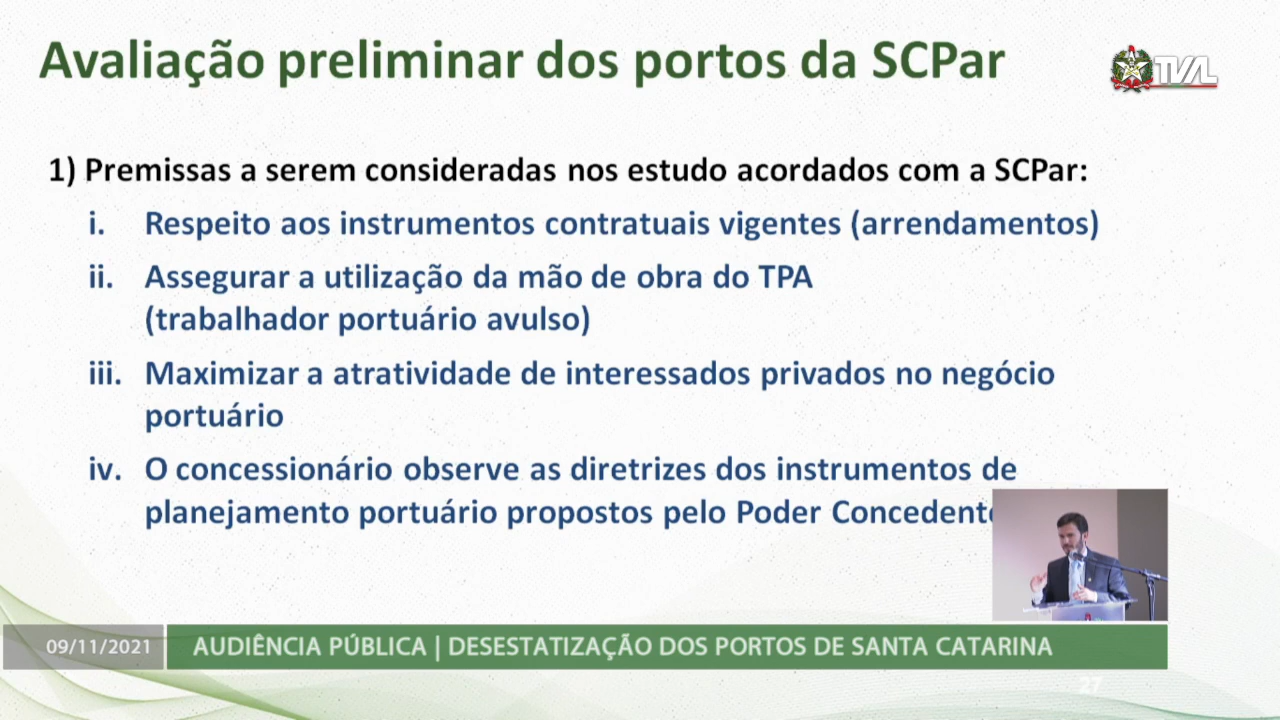 Avaliação preliminar dos portos da SCPar
TVAL
1) Premissas a serem consideradas nos estudo acordados com a SCPar:
i. Respeito aos instrumentos contratuais vigentes (arrendamentos)
ii. Assegurar a utilização da mão de obra do TPA
(trabalhador portuário avulso)
iii. Maximizar a atratividade de interessados privados no negócio
portuário
iv. O concessionário observe as diretrizes dos instrumentos de
planejamento portuário propostos pelo Poder Concedente
09/11/2021
AUDIÊNCIA PÚBLICA | DESESTATIZAÇÃO DOS PORTOS DE SANTA CATARINA
27